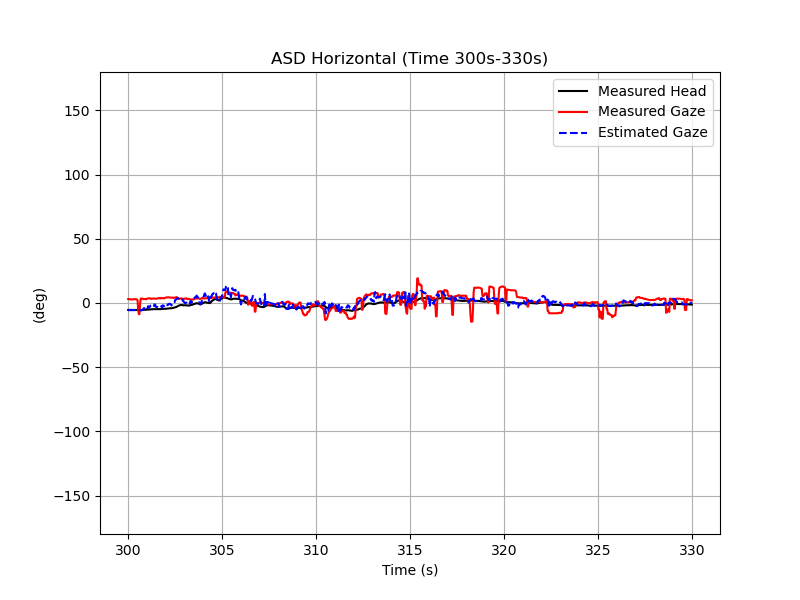 ASD Horizontal (Time 300s-330s)
Measured Head
Measured Gaze
Estimated Gaze
150
100
50
0
−50
−100
−150
(deg)
300 305 310 315 320 325 330
Time (s)